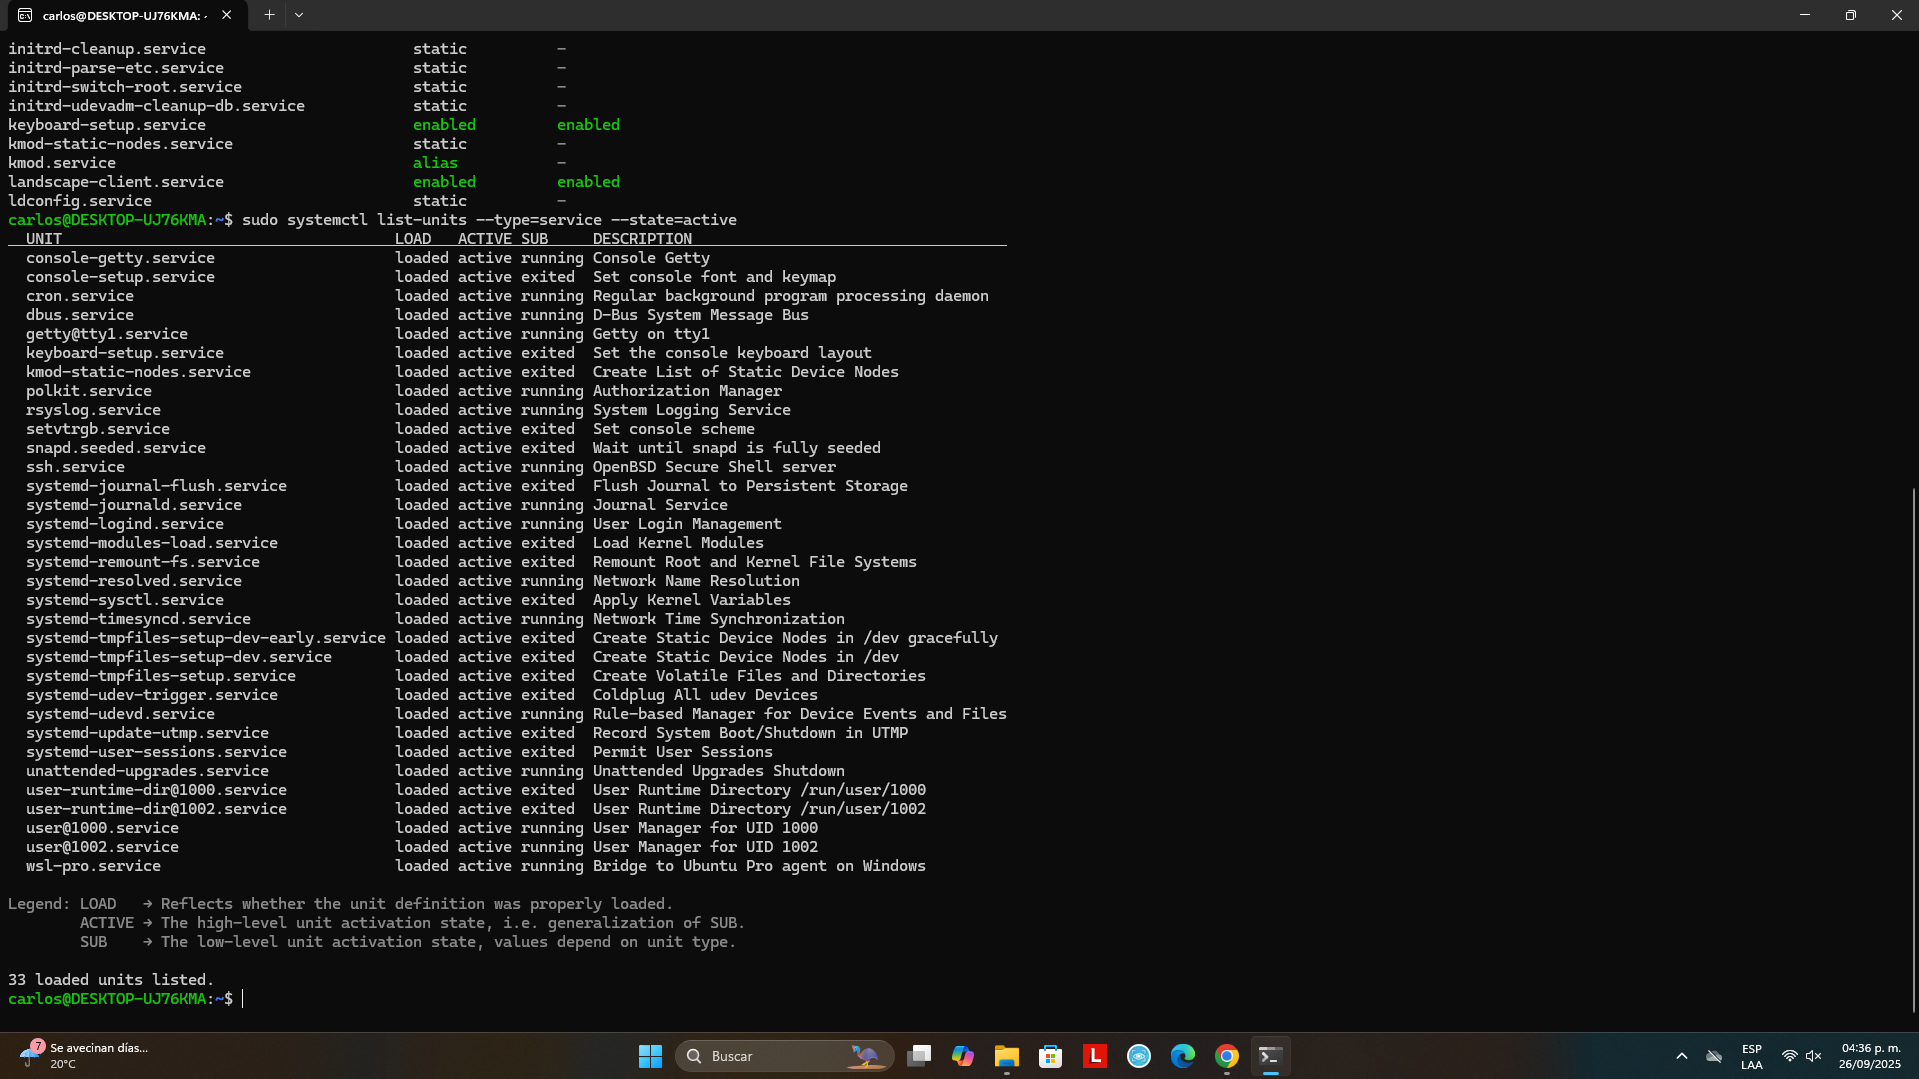 carlos@DESKTOP-UJ76KMA: ~
initrd-cleanup.service static -
initrd-parse-etc.service static -
initrd-switch-root.service static -
initrd-udevadm-cleanup-db.service static -
keyboard-setup.service enabled enabled
kmod-static-nodes.service static -
kmod.service alias -
landscape-client.service enabled enabled
ldconfig.service static -
carlos@DESKTOP-UJ76KMA:~$ sudo systemctl list-units --type=service --state=active
UNIT LOAD ACTIVE SUB DESCRIPTION
console-getty.service loaded active running Console Getty
console-setup.service loaded active exited Set console font and keymap
cron.service loaded active running Regular background program processing daemon
dbus.service loaded active running D-Bus System Message Bus
getty@tty1.service loaded active running Getty on tty1
keyboard-setup.service loaded active exited Set the console keyboard layout
kmod-static-nodes.service loaded active exited Create List of Static Device Nodes
polkit.service loaded active running Authorization Manager
rsyslog.service loaded active running System Logging Service
setvtrgb.service loaded active exited Set console scheme
snapd.seeded.service loaded active exited Wait until snapd is fully seeded
ssh.service loaded active running OpenBSD Secure Shell server
systemd-journal-flush.service loaded active exited Flush Journal to Persistent Storage
systemd-journald.service loaded active running Journal Service
systemd-logind.service loaded active running User Login Management
systemd-modules-load.service loaded active exited Load Kernel Modules
systemd-remount-fs.service loaded active exited Remount Root and Kernel File Systems
systemd-resolved.service loaded active running Network Name Resolution
systemd-sysctl.service loaded active exited Apply Kernel Variables
systemd-timesyncd.service loaded active running Network Time Synchronization
systemd-tmpfiles-setup-dev-early.service loaded active exited Create Static Device Nodes in /dev gracefully
systemd-tmpfiles-setup-dev.service loaded active exited Create Static Device Nodes in /dev
systemd-tmpfiles-setup.service loaded active exited Create Volatile Files and Directories
systemd-udev-trigger.service loaded active exited Coldplug All udev Devices
systemd-udevd.service loaded active running Rule-based Manager for Device Events and Files
systemd-update-utmp.service loaded active exited Record System Boot/Shutdown in UTMP
systemd-user-sessions.service loaded active exited Permit User Sessions
unattended-upgrades.service loaded active running Unattended Upgrades Shutdown
user-runtime-dir@1000.service loaded active exited User Runtime Directory /run/user/1000
user-runtime-dir@1002.service loaded active exited User Runtime Directory /run/user/1002
user@1000.service loaded active running User Manager for UID 1000
user@1002.service loaded active running User Manager for UID 1002
wsl-pro.service loaded active running Bridge to Ubuntu Pro agent on Windows
Legend: LOAD → Reflects whether the unit definition was properly loaded.
ACTIVE → The high-level unit activation state, i.e. generalization of SUB.
SUB → The low-level unit activation state, values depend on unit type.
33 loaded units listed.
carlos@DESKTOP-UJ76KMA:~$
7
Se avecinan días...
20°C
Buscar
L
ESP
LAA
04:36 p. m.
26/09/2025